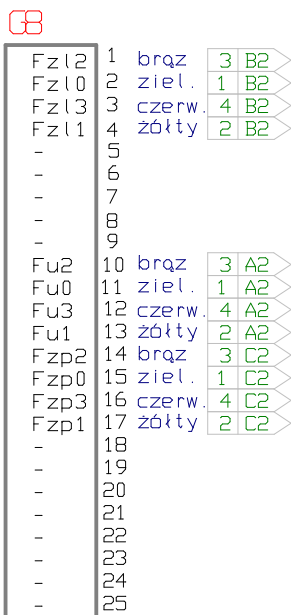 G8
Fzl2 1 brąz 3 B2
Fzl0 2 ziel. 1 B2
Fzl3 3 czerw. 4 B2
Fzl1 4 żółty 2 B2
- 5
- 6
- 7
- 8
- 9
Fu2 10 brąz 3 A2
Fu0 11 ziel. 1 A2
Fu3 12 czerw. 4 A2
Fu1 13 żółty 2 A2
Fzp2 14 brąz 3 C2
Fzp0 15 ziel. 1 C2
Fzp3 16 czerw. 4 C2
Fzp1 17 żółty 2 C2
- 18
- 19
- 20
- 21
- 22
- 23
- 24
- 25